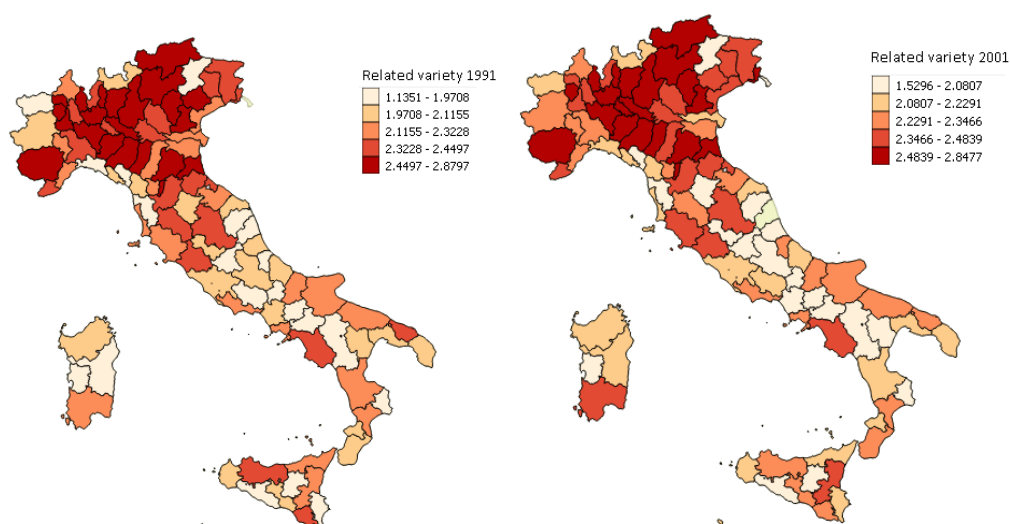 Related variety 1991
1.1351 - 1.9708
1.9708 - 2.1155
2.1155 - 2.3228
2.3228 - 2.4497
2.4497 - 2.8797
Related variety 2001
1.5296 - 2.0807
2.0807 - 2.2291
2.2291 - 2.3466
2.3466 - 2.4839
2.4839 - 2.8477